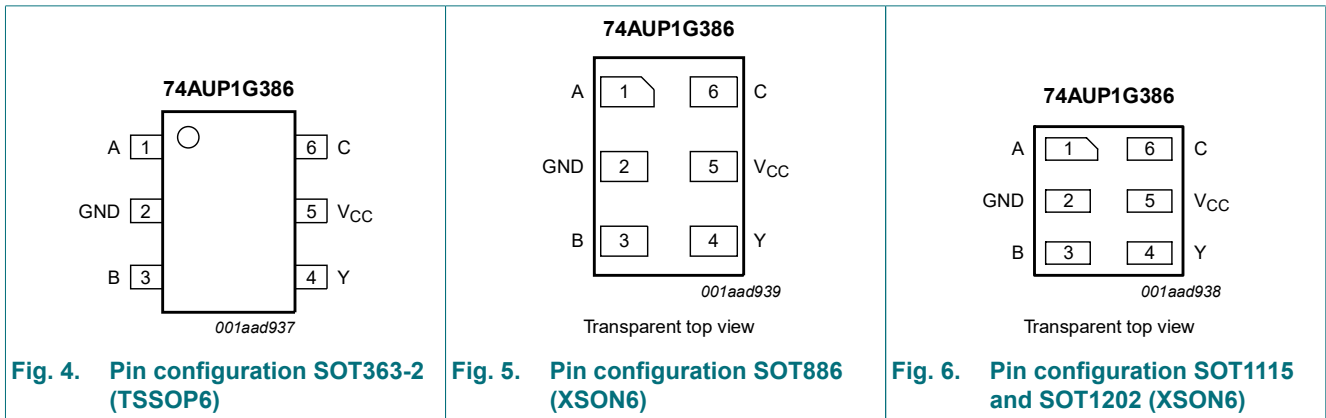 74AUP1G386
A 1 6 C
GND 2 5 VCC
B 3 4 Y
001aad937
Fig. 4. Pin configuration SOT363-2
(TSSOP6)
74AUP1G386
A 1 6 C
GND 2 5 VCC
B 3 4 Y
001aad939
Transparent top view
Fig. 5. Pin configuration SOT886
(XSON6)
74AUP1G386
A 1 6 C
GND 2 5 VCC
B 3 4 Y
001aad938
Transparent top view
Fig. 6. Pin configuration SOT1115
and SOT1202 (XSON6)